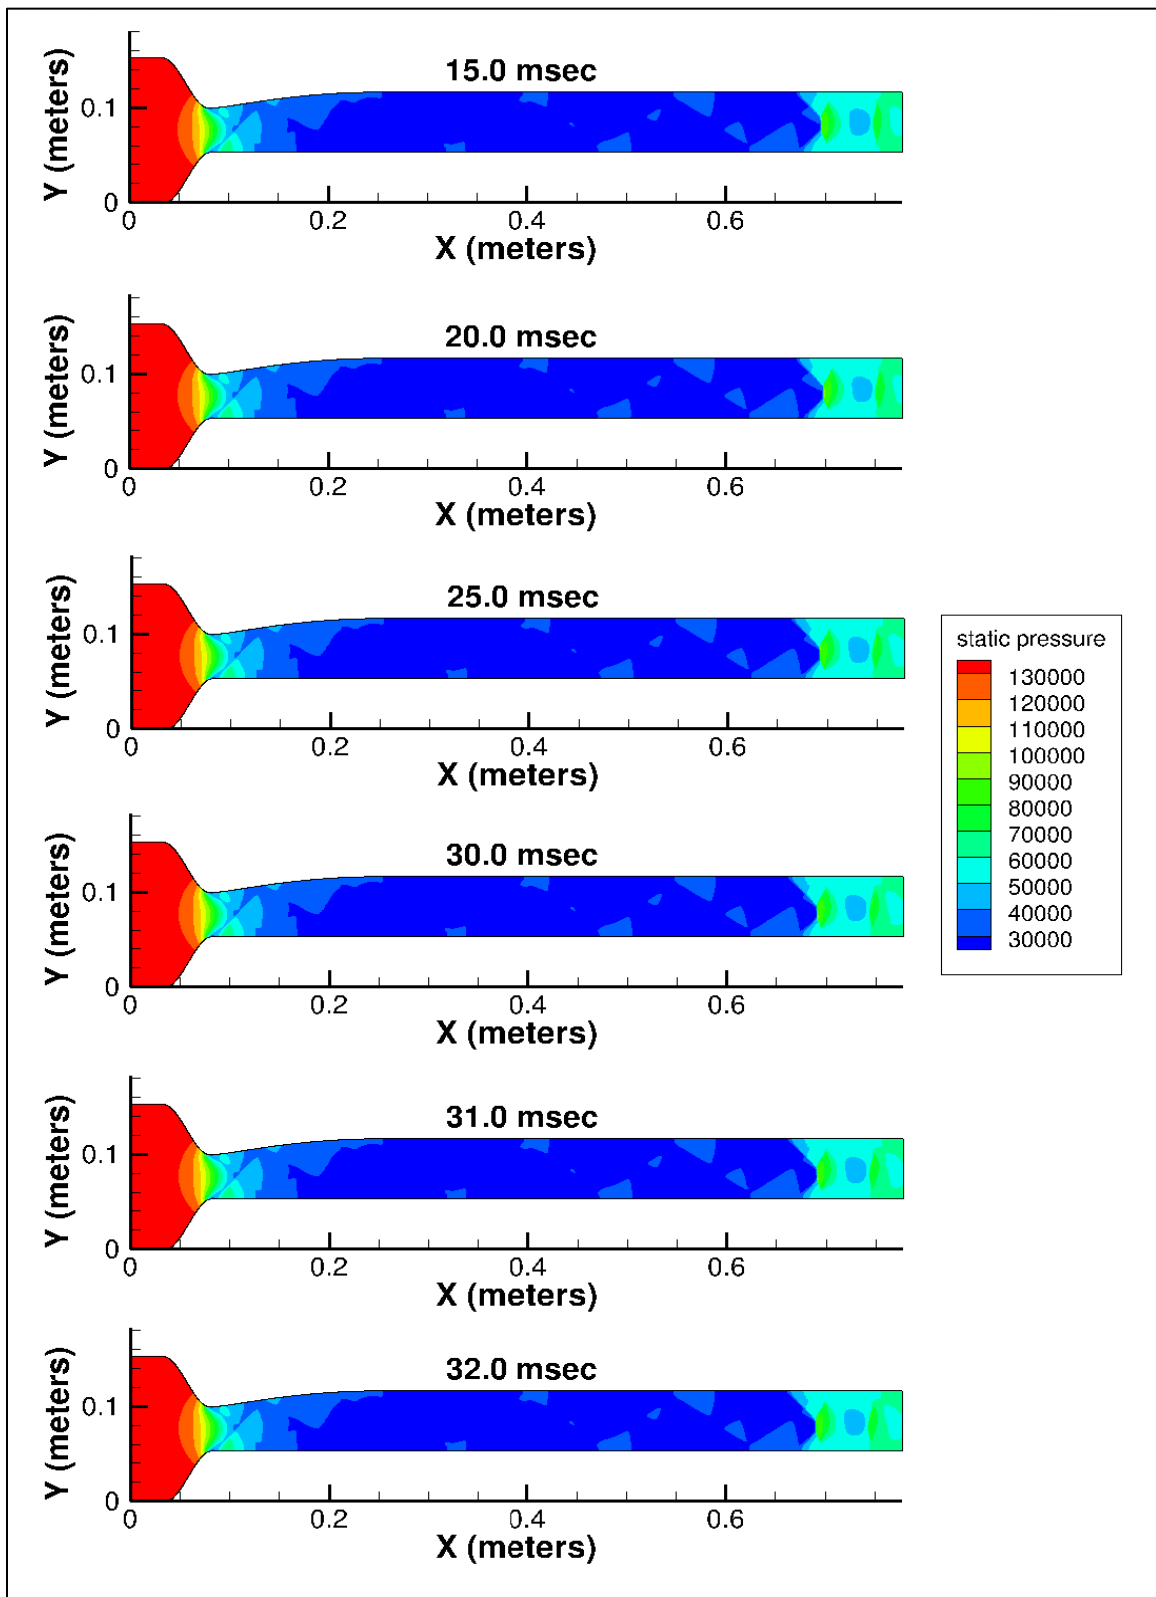 15.0 msec
Y (meters)
0.1
0
0 0.2 0.4 0.6
X (meters)
20.0 msec
Y (meters)
0.1
0
0 0.2 0.4 0.6
X (meters)
25.0 msec
Y (meters)
0.1
0
0 0.2 0.4 0.6
X (meters)
static pressure
130000
120000
110000
100000
90000
80000
70000
60000
50000
40000
30000
30.0 msec
Y (meters)
0.1
0
0 0.2 0.4 0.6
X (meters)
31.0 msec
Y (meters)
0.1
0
0 0.2 0.4 0.6
X (meters)
32.0 msec
Y (meters)
0.1
0
0 0.2 0.4 0.6
X (meters)